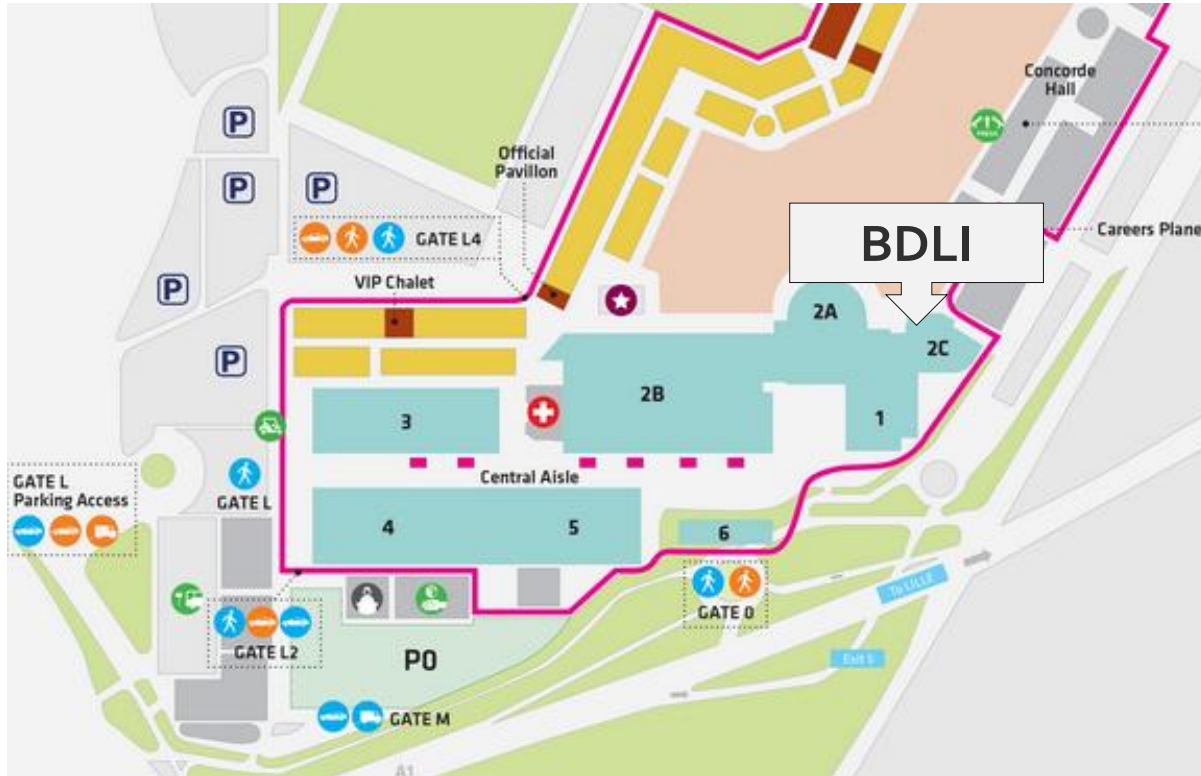 Concorde
Hall
PRESS
P
Official
Pavillon
P
P
GATE L4
BDLI
Careers Plane
P
VIP Chalet
2A
2C
P
2B
3
1
Central Aisle
GATE L
Parking Access
GATE L
4
5
6
To LILLE
GATE 0
GATE L2
P0
Exit 5
GATE M
A1